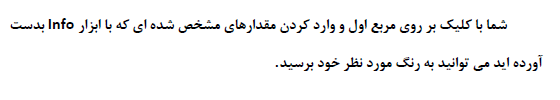 شما با کلیک بر روی مربع اول و وارد کردن مقدارهای مشخص شده ای که با ابزار Info بدست
آورده اید می توانید به رنگ مورد نظر خود برسید.